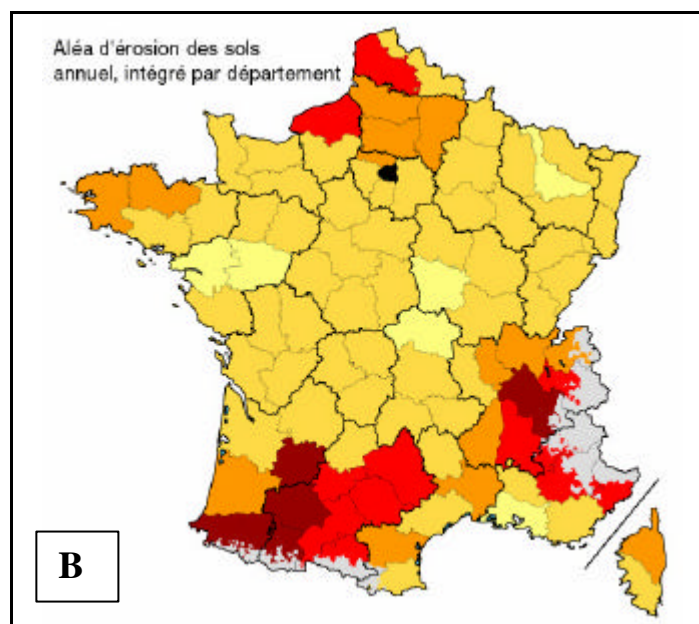 Aléa d'érosion des sols
annuel, intégré par département
B